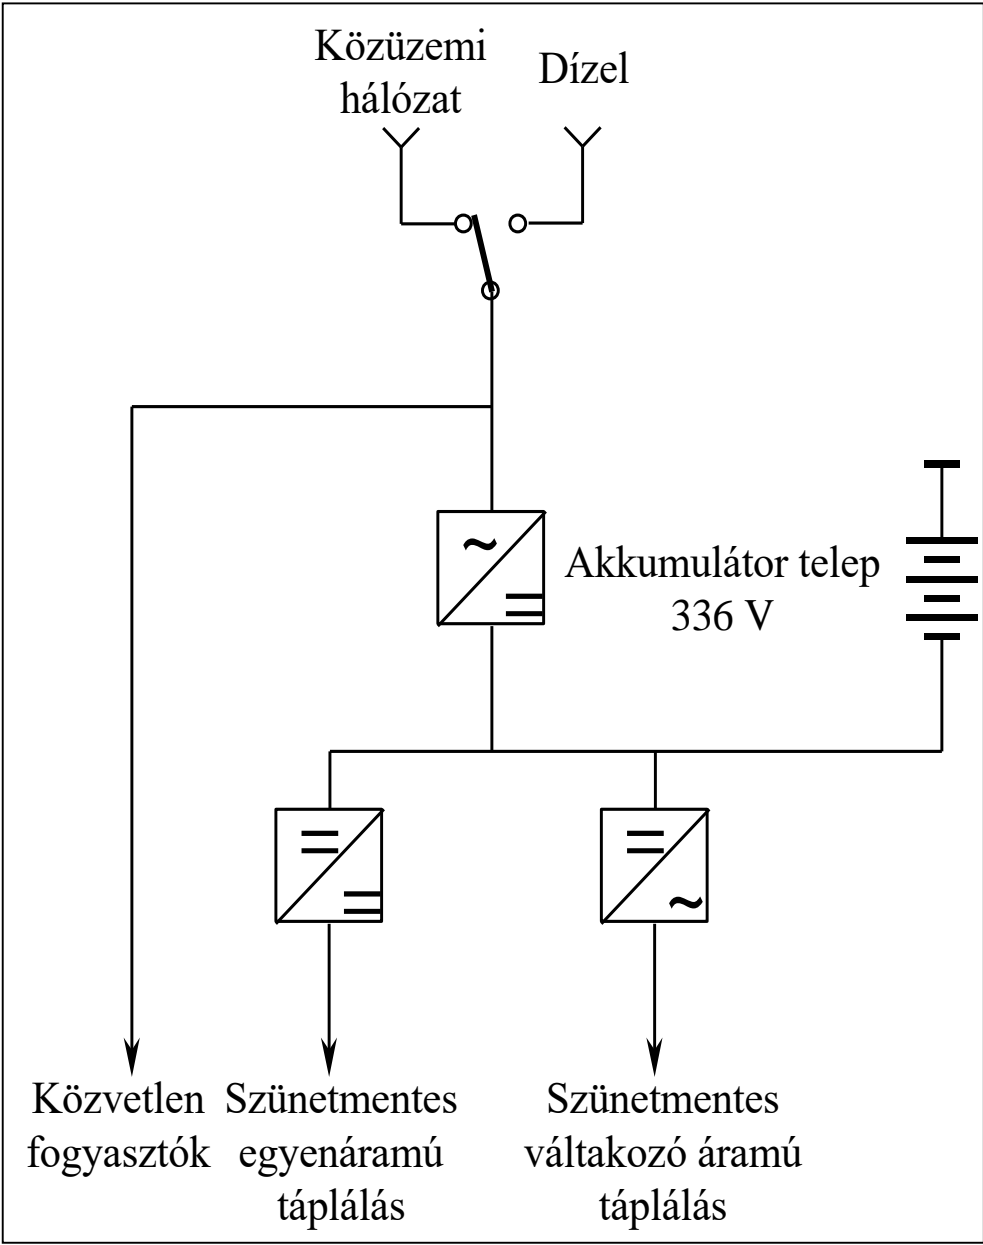 Közüzemi
hálózat
Dízel
Akkumulátor telep
336 V
Közvetlen
fogyasztók
Szünetmentes
egyenáramú
táplálás
Szünetmentes
váltakozó áramú
táplálás